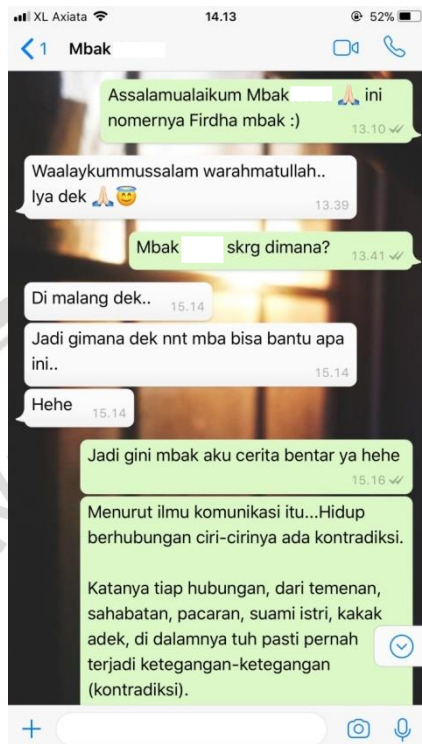 XL Axiata 14.13 52%
1 Mbak
Assalamualaikum Mbak 🙏🏻 ini
nomernya Firdha mbak :)
13.10
Waalaykummussalam warahmatullah..
Iya dek 🙏🏻😇
13.39
Mbak skrg dimana?
13.41
Di malang dek..
15.14
Jadi gimana dek nnt mba bisa bantu apa
ini..
15.14
Hehe
15.14
Jadi gini mbak aku cerita bentar ya hehe
15.16
Menurut ilmu komunikasi itu...Hidup
berhubungan ciri-cirinya ada kontradiksi.
Katanya tiap hubungan, dari temenan,
sahabatan, pacaran, suami istri, kakak
adek, di dalamnya tuh pasti pernah
terjadi ketegangan-ketegangan
(kontradiksi).